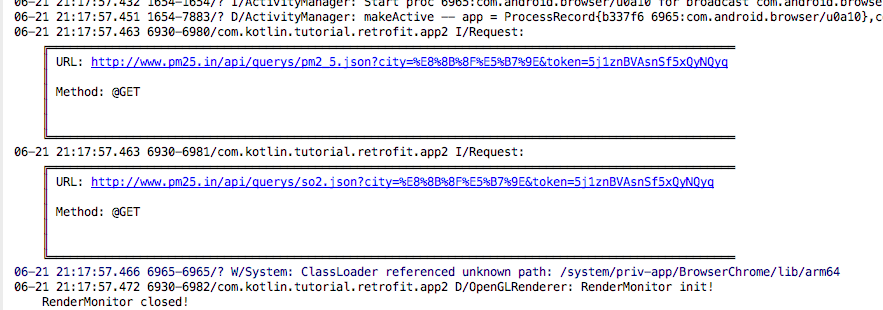 06-21 21:17:57.432 1654-1654/? I/ActivityManager: Start proc 6965:com.android.browser/u0a10 for broadcast com.android.browse
06-21 21:17:57.451 1654-7883/? D/ActivityManager: makeActive -- app = ProcessRecord{b337f6 6965:com.android.browser/u0a10},c
06-21 21:17:57.463 6930-6980/com.kotlin.tutorial.retrofit.app2 I/Request:
URL: http://www.pm25.in/api/querys/pm2_5.json?city=%E8%8B%8F%E5%B7%9E&token=5j1znBVAsnSf5xQyNQyq
Method: @GET
06-21 21:17:57.463 6930-6981/com.kotlin.tutorial.retrofit.app2 I/Request:
URL: http://www.pm25.in/api/querys/so2.json?city=%E8%8B%8F%E5%B7%9E&token=5j1znBVAsnSf5xQyNQyq
Method: @GET
06-21 21:17:57.466 6965-6965/? W/System: ClassLoader referenced unknown path: /system/priv-app/BrowserChrome/lib/arm64
06-21 21:17:57.472 6930-6982/com.kotlin.tutorial.retrofit.app2 D/OpenGLRenderer: RenderMonitor init!
RenderMonitor closed!